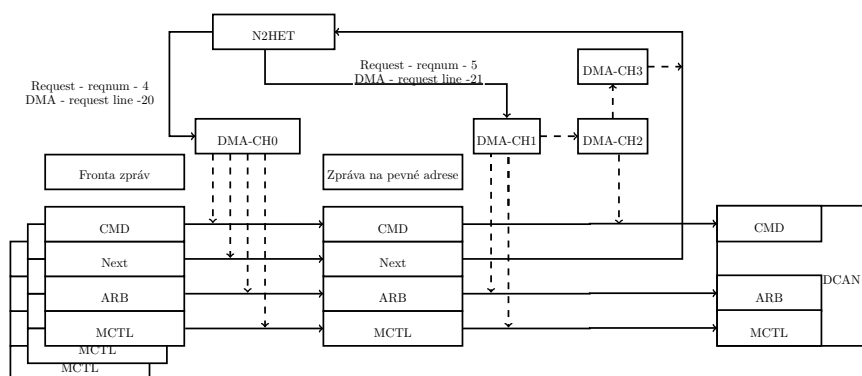 N2HET
Request - reqnum - 4
DMA - request line -20
Request - reqnum - 5
DMA - request line -21
DMA-CH3
DMA-CH0
DMA-CH1
DMA-CH2
Fronta zpráv
Zpráva na pevné adrese
CMD
CMD
CMD
Next
Next
DCAN
ARB
ARB
ARB
MCTL
MCTL
MCTL
MCTL
MCTL